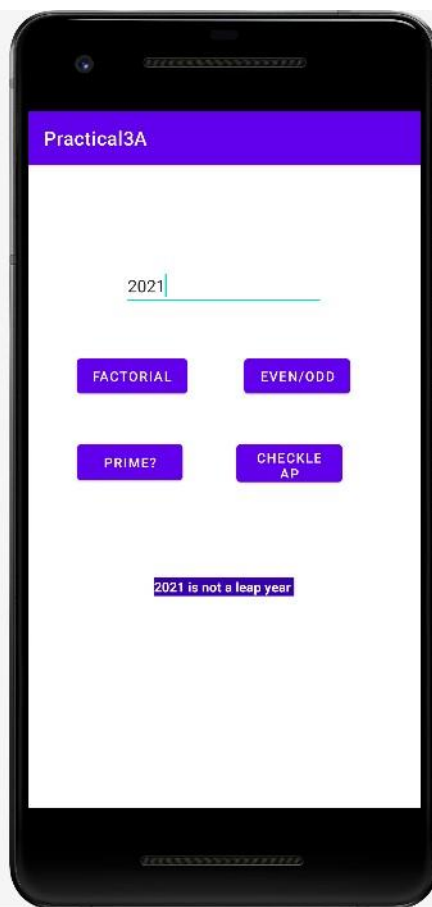 Practical3A
2021
FACTORIAL
EVEN/ODD
PRIME?
CHECKLE
AP
2021 is not a leap year